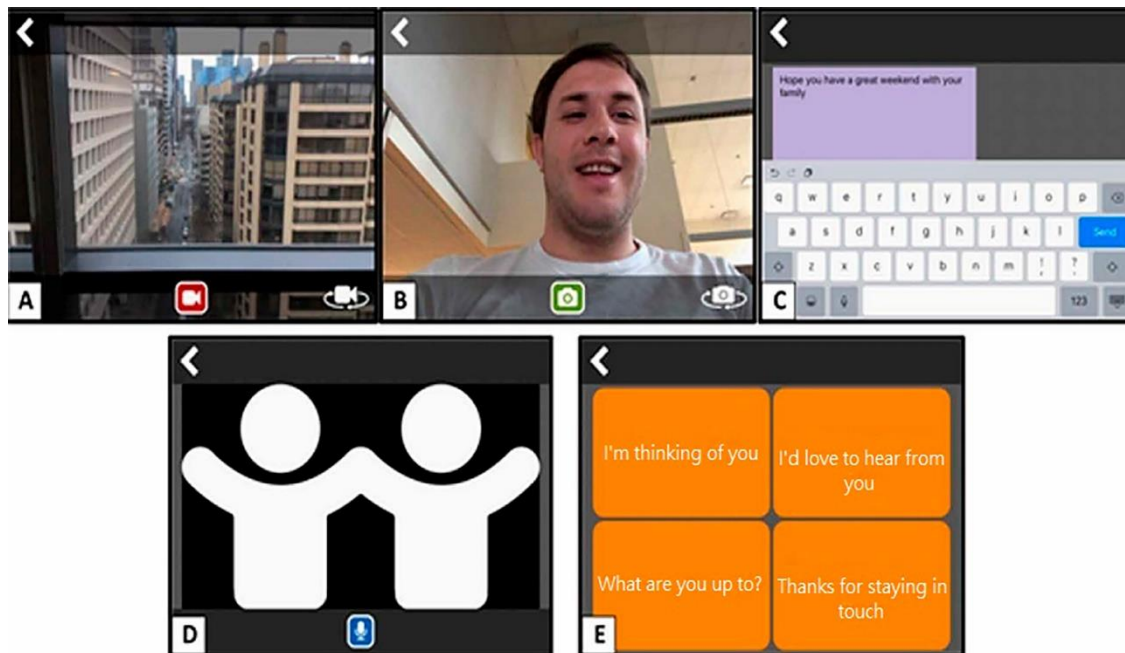 A
B
C
Hope you have a great weekend with your
family
q w e r t y u i o p
a s d f g h j k l Send
z x c v b n m ! , ? .
123
D
E
I'm thinking of you
I'd love to hear from
you
What are you up to?
Thanks for staying in
touch